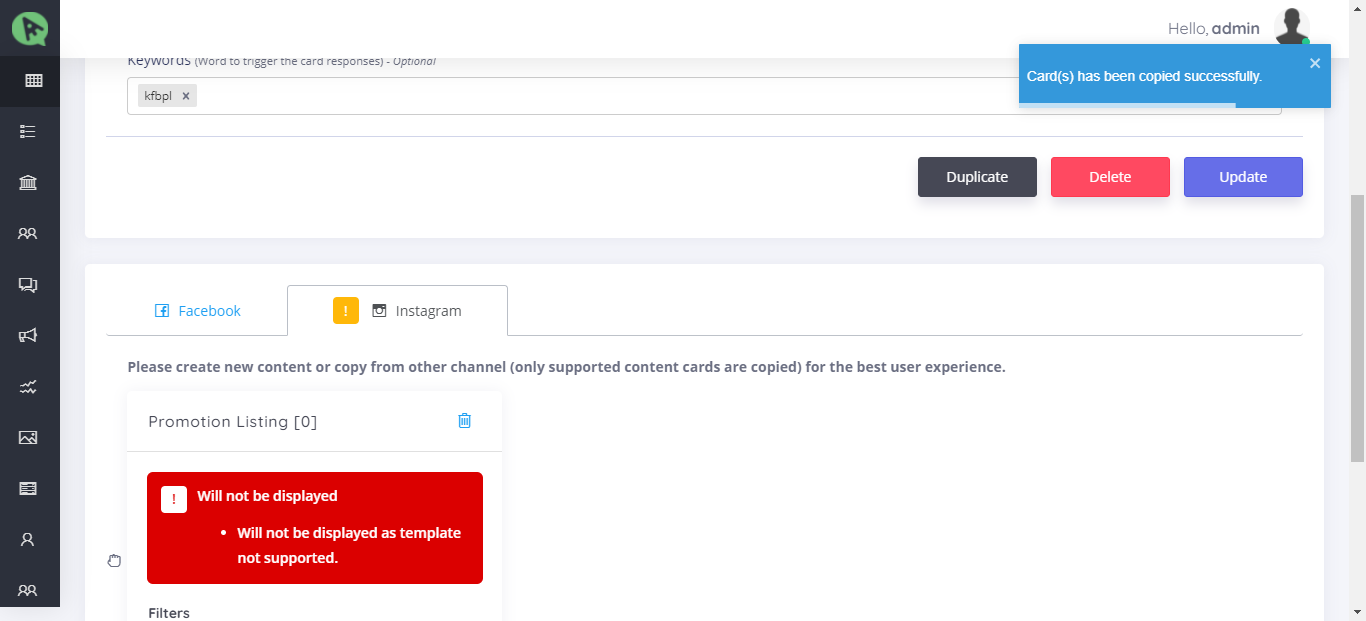 Hello, admin
Card(s) has been copied successfully.
Keywords (Word to trigger the card responses) - Optional
kfbpl
Duplicate
Delete
Update
Facebook
! Instagram
Please create new content or copy from other channel (only supported content cards are copied) for the best user experience.
Promotion Listing [0]
! Will not be displayed
• Will not be displayed as template
not supported.
Filters